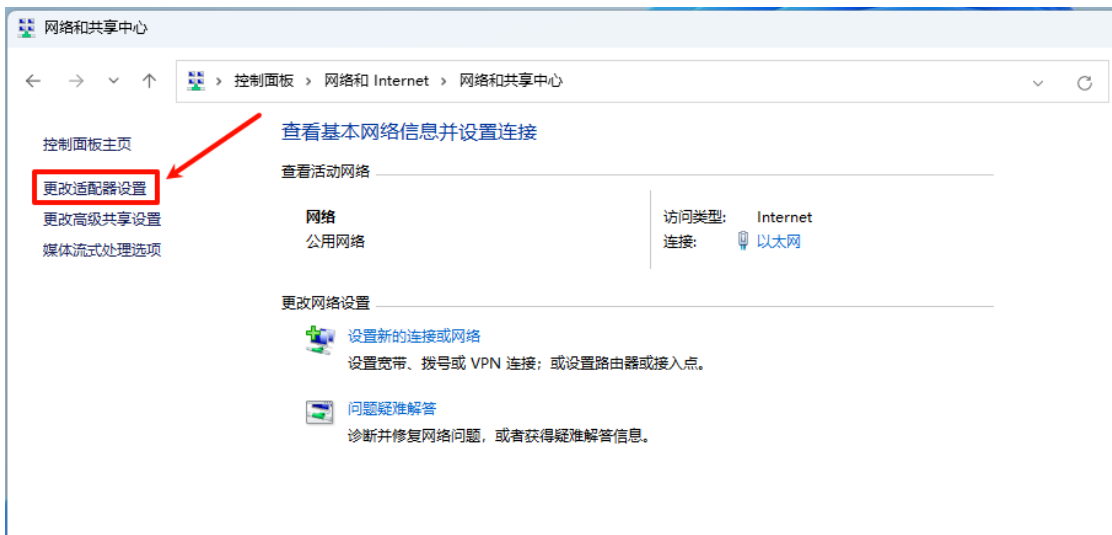 网络和共享中心
控制面板 > 网络和 Internet > 网络和共享中心
控制面板主页
更改适配器设置
更改高级共享设置
媒体流式处理选项
查看基本网络信息并设置连接
查看活动网络
网络
公用网络
访问类型: Internet
连接: 以太网
更改网络设置
设置新的连接或网络
设置宽带、拨号或 VPN 连接；或设置路由器或接入点。
问题疑难解答
诊断并修复网络问题，或者获得疑难解答信息。